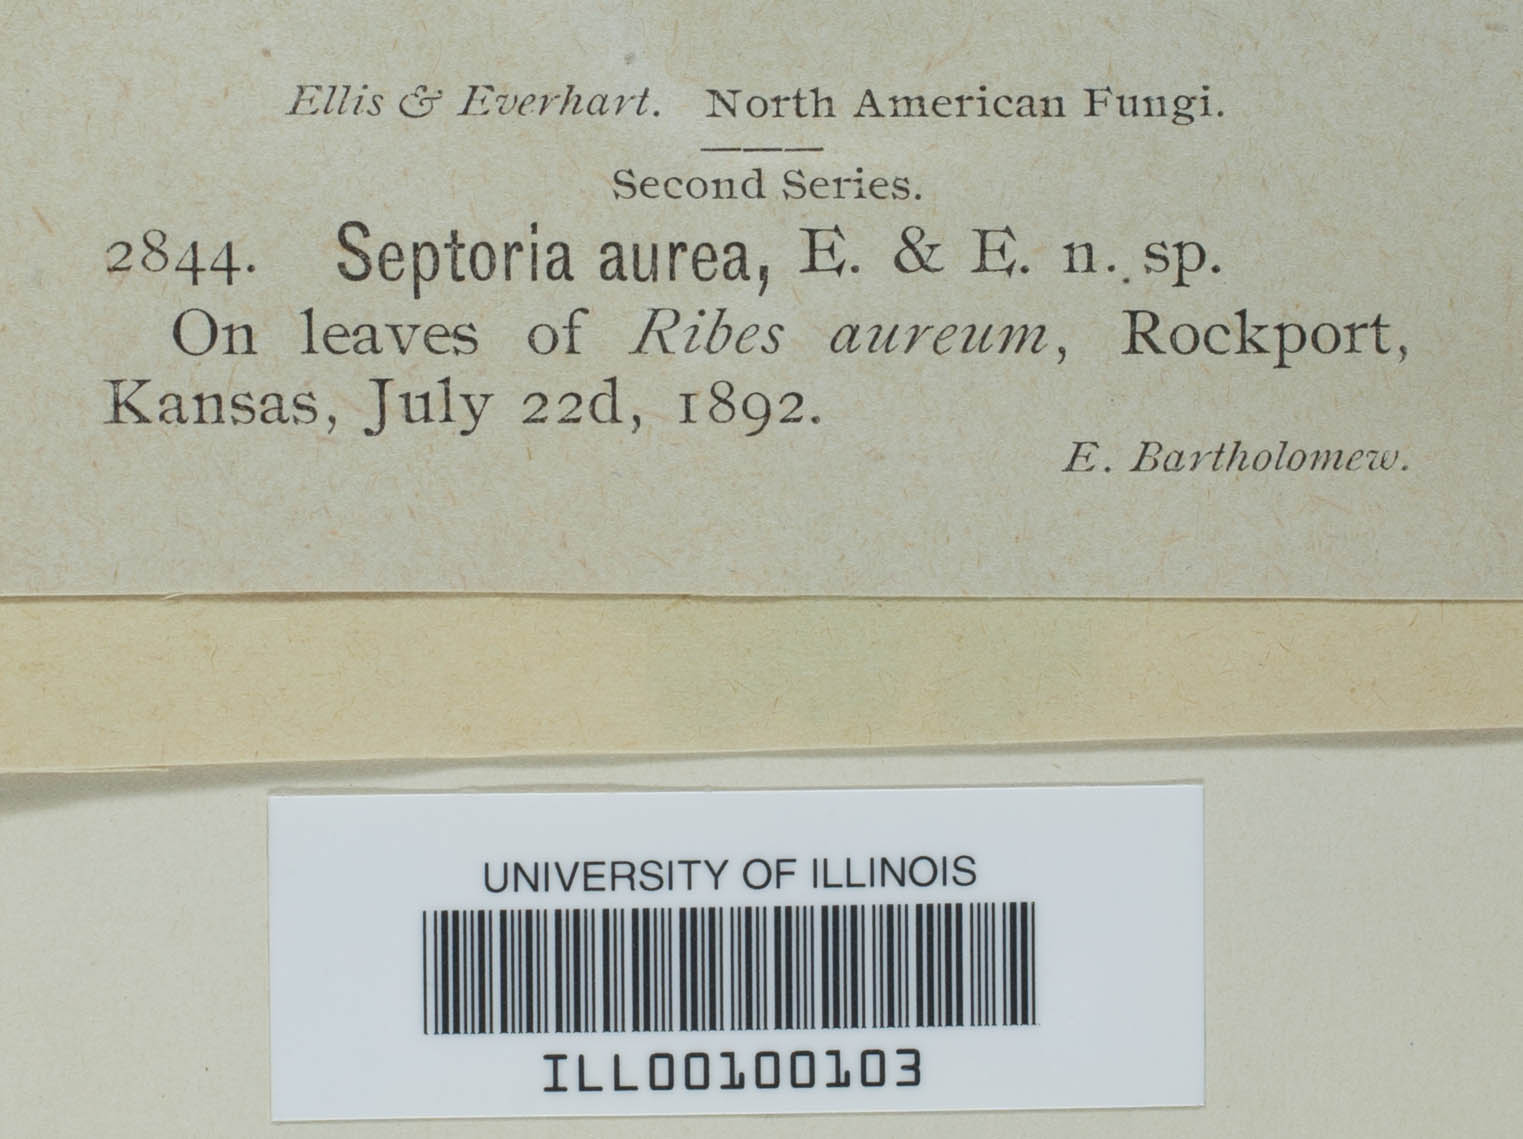 Ellis & Everhart. North American Fungi.
Second Series.
2844. Septoria aurea, E. & E. n. sp.
On leaves of Ribes aureum, Rockport,
Kansas, July 22d, 1892.
E. Bartholomew.
UNIVERSITY OF ILLINOIS
ILL00100103